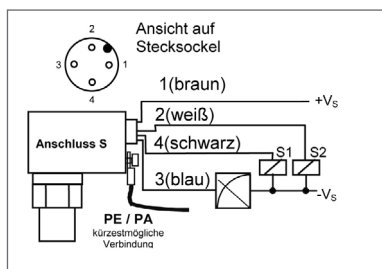 2
Ansicht auf
Stecksockel
3
1
4
1(braun)
+VS
2(weiß)
Anschluss S
4(schwarz)
S1
S2
3(blau)
-VS
PE / PA
kürzestmögliche
Verbindung